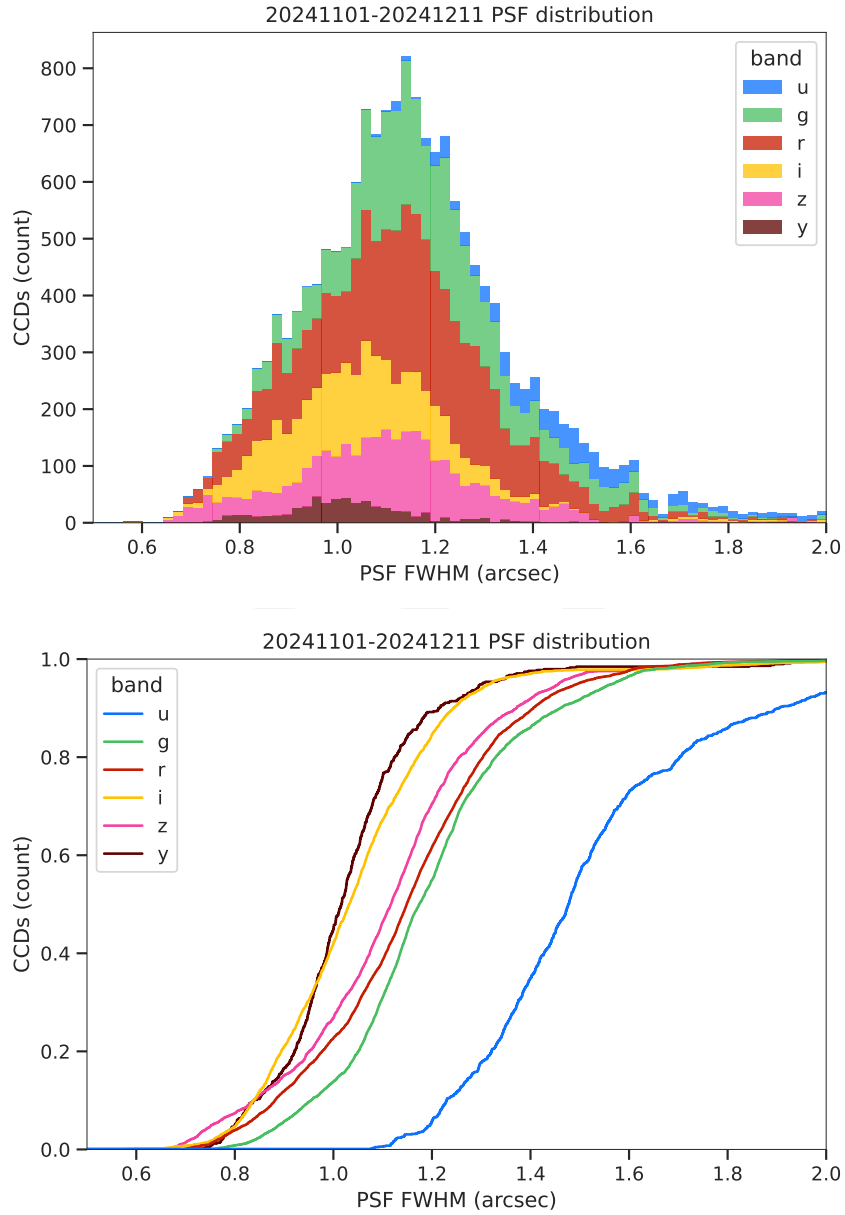 20241101-20241211 PSF distribution
CCDs (count)
800
700
600
500
400
300
200
100
0
band
u
g
r
i
z
y
0.6 0.8 1.0 1.2 1.4 1.6 1.8 2.0
PSF FWHM (arcsec)
20241101-20241211 PSF distribution
CCDs (count)
1.0
0.8
0.6
0.4
0.2
0.0
band
u
g
r
i
z
y
0.6 0.8 1.0 1.2 1.4 1.6 1.8 2.0
PSF FWHM (arcsec)